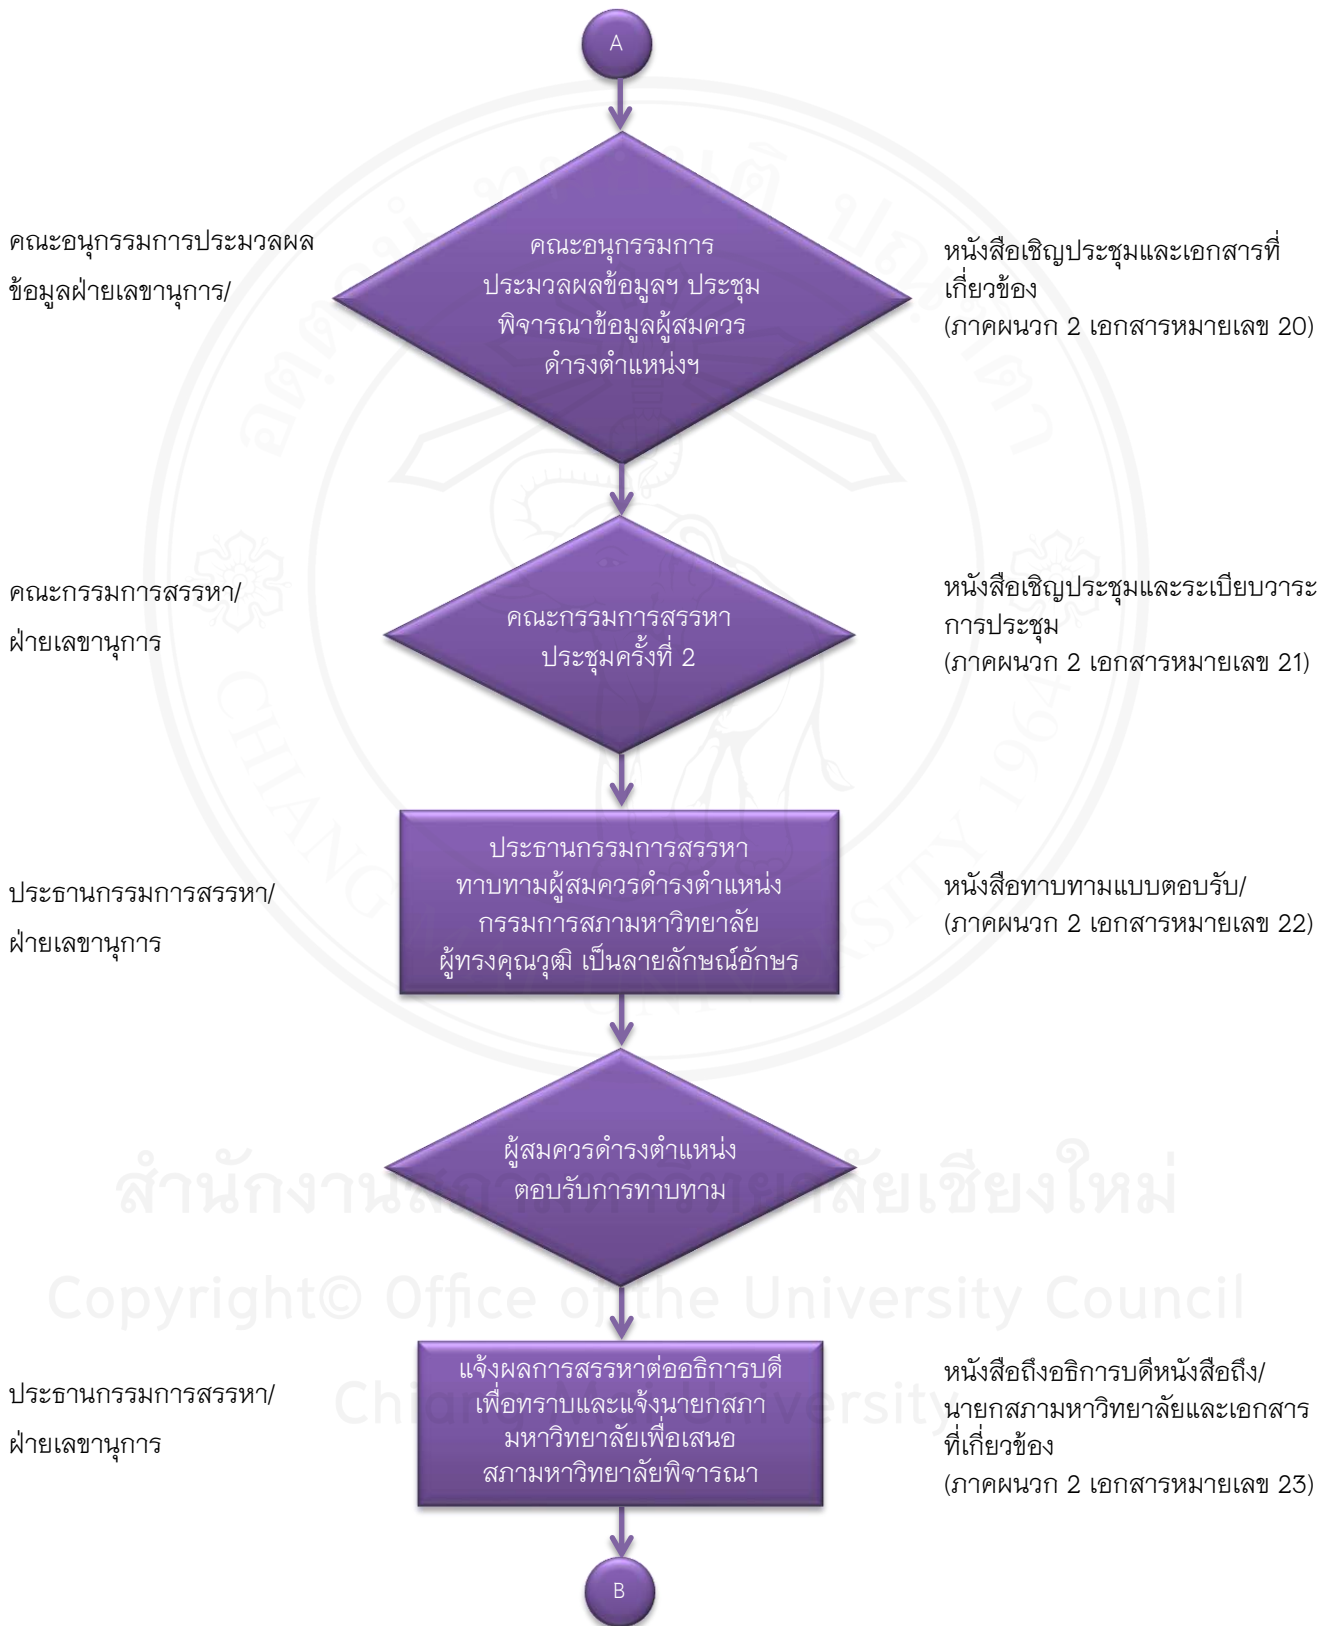 A
คณะอนุกรรมการประมวลผล
ข้อมูลฝ่ายเลขานุการ/
คณะอนุกรรมการ
ประมวลผลข้อมูลฯ ประชุม
พิจารณาข้อมูลผู้สมควร
ดำรงตำแหน่งฯ
หนังสือเชิญประชุมและเอกสารที่
เกี่ยวข้อง
(ภาคผนวก 2 เอกสารหมายเลข 20)
คณะกรรมการสรรหา/
ฝ่ายเลขานุการ
คณะกรรมการสรรหา
ประชุมครั้งที่ 2
หนังสือเชิญประชุมและระเบียบวาระ
การประชุม
(ภาคผนวก 2 เอกสารหมายเลข 21)
ประธานกรรมการสรรหา/
ฝ่ายเลขานุการ
ประธานกรรมการสรรหา
ทาบทามผู้สมควรดำรงตำแหน่ง
กรรมการสภามหาวิทยาลัย
ผู้ทรงคุณวุฒิ เป็นลายลักษณ์อักษร
หนังสือทาบทามแบบตอบรับ/
(ภาคผนวก 2 เอกสารหมายเลข 22)
ผู้สมควรดำรงตำแหน่ง
ตอบรับการทาบทาม
สำนักงานสภามหาวิทยาลัยเชียงใหม่
Copyright© Office of the University Council
Chiang Mai University
ประธานกรรมการสรรหา/
ฝ่ายเลขานุการ
แจ้งผลการสรรหาต่ออธิการบดี
เพื่อทราบและแจ้งนายกสภา
มหาวิทยาลัยเพื่อเสนอ
สภามหาวิทยาลัยพิจารณา
หนังสือถึงอธิการบดีหนังสือถึง/
นายกสภามหาวิทยาลัยและเอกสาร
ที่เกี่ยวข้อง
(ภาคผนวก 2 เอกสารหมายเลข 23)
B